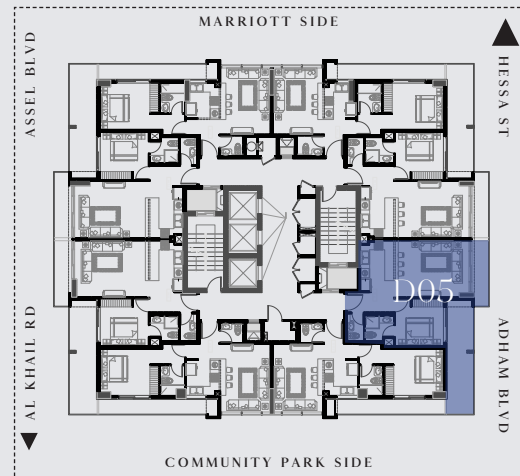 MARRIOTT SIDE
ASSEL BLVD
HESSA ST
D05
AL KHAIL RD
ADHAM BLVD
COMMUNITY PARK SIDE